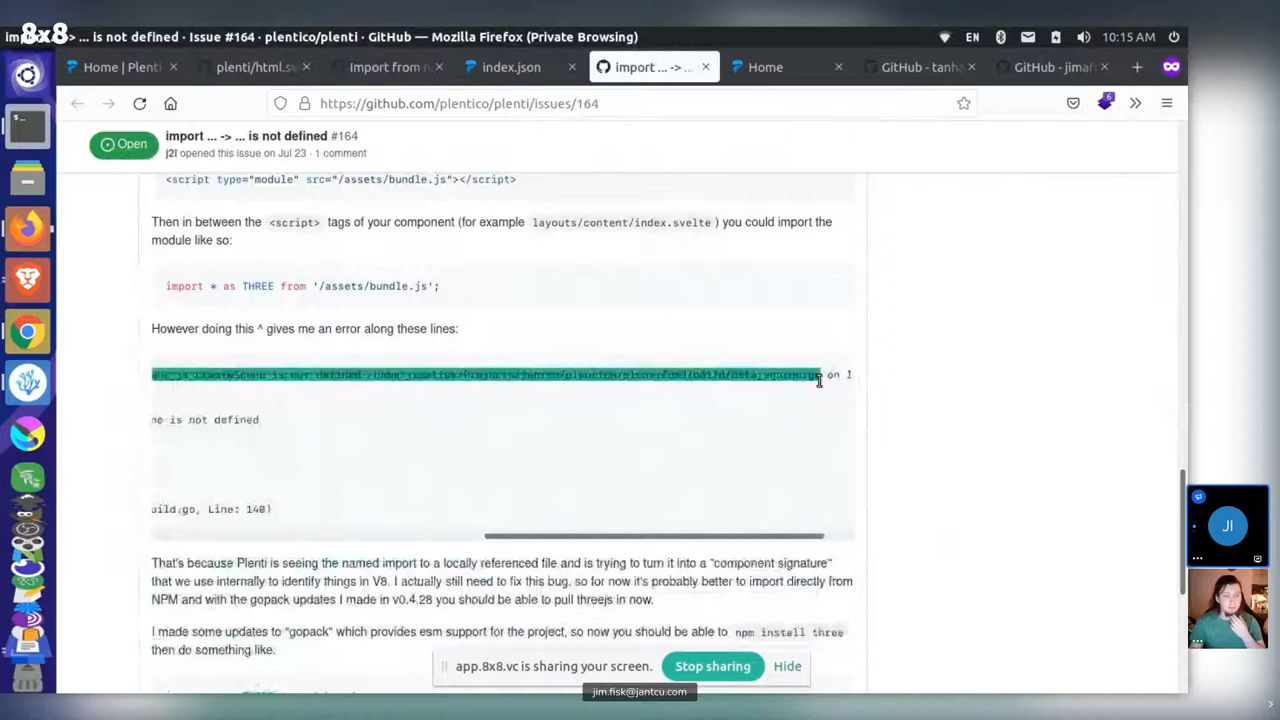 8x8
... is not defined · Issue #164 · plentico/plenti · GitHub — Mozilla Firefox (Private Browsing)
EN
10:15 AM
Home | Plenti
plenti/html.sv
Import from n
index.json
import ... -> ...
Home
GitHub - tanh
GitHub - jimaf
https://github.com/plentico/plenti/issues/164
6
Open
import ... -> ... is not defined #164
j2l opened this issue on Jul 23 · 1 comment
<script type="module" src="/assets/bundle.js"></script>
Then in between the <script> tags of your component (for example layouts/content/index.svelte ) you could import the
module like so:
import * as THREE from '/assets/bundle.js';
However doing this ^ gives me an error along these lines:
on l
ne is not defined
uild.go, Line: 140)
That's because Plenti is seeing the named import to a locally referenced file and is trying to turn it into a "component signature"
that we use internally to identify things in V8. I actually still need to fix this bug, so for now it's probably better to import directly from
NPM and with the gopack updates I made in v0.4.28 you should be able to pull threejs in now.
I made some updates to "gopack" which provides esm support for the project, so now you should be able to npm install three
then do something like.
app.8x8.vc is sharing your screen.
Stop sharing
Hide
jim.fisk@jantcu.com
JI